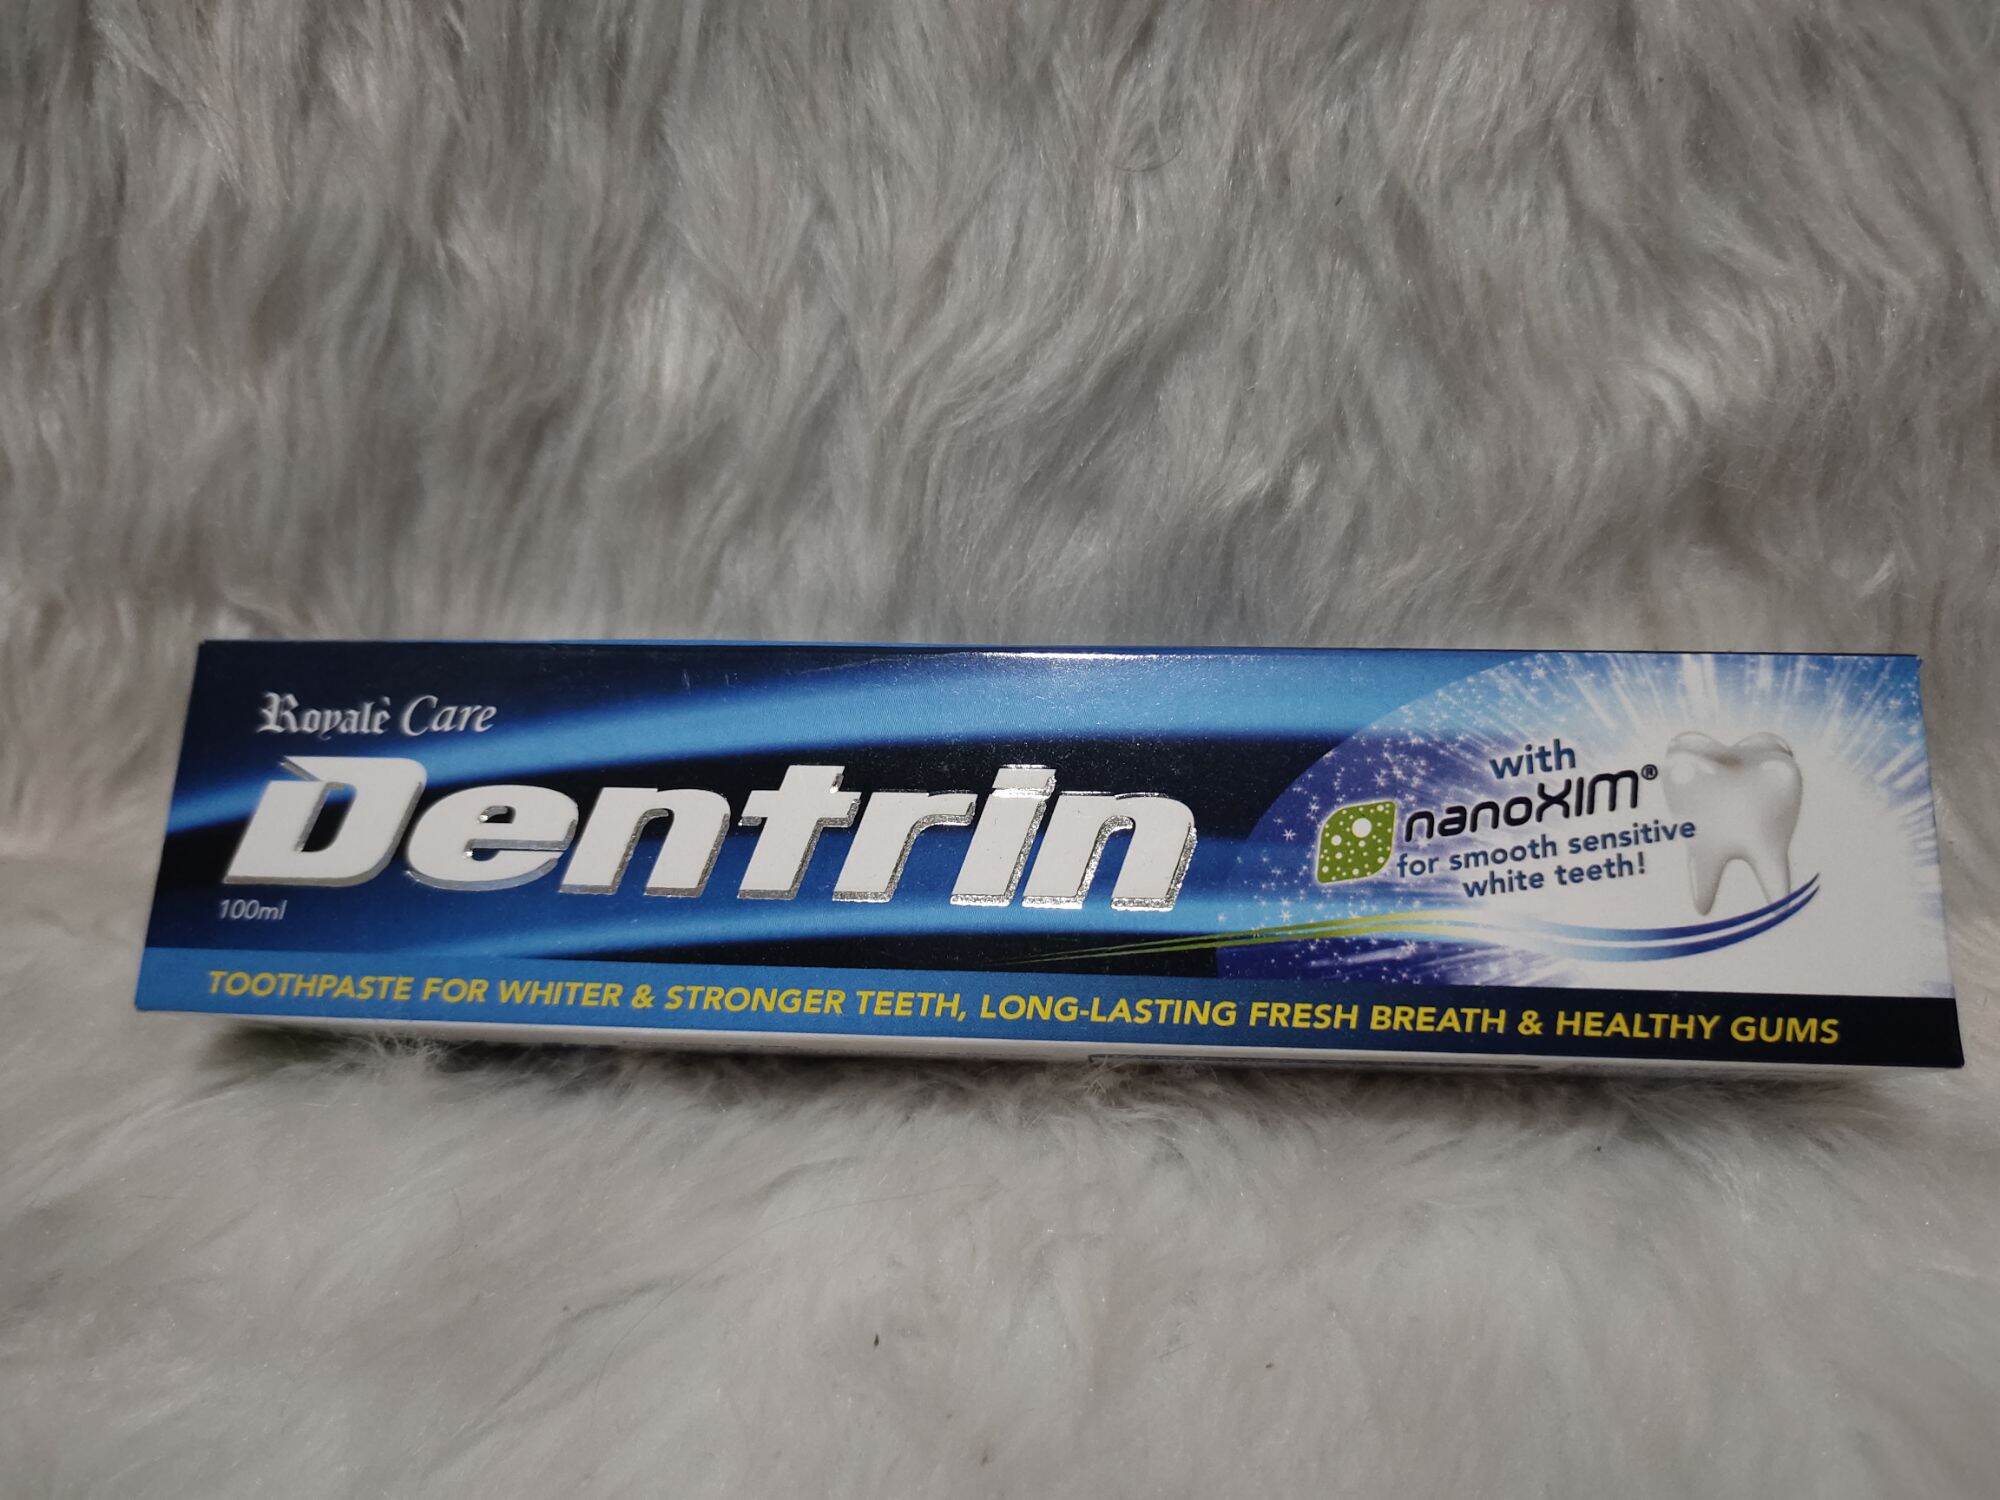 Royalè Care
Dentrin
100ml
with
nanoXIM®
for smooth sensitive
white teeth!
TOOTHPASTE FOR WHITER & STRONGER TEETH, LONG-LASTING FRESH BREATH & HEALTHY GUMS